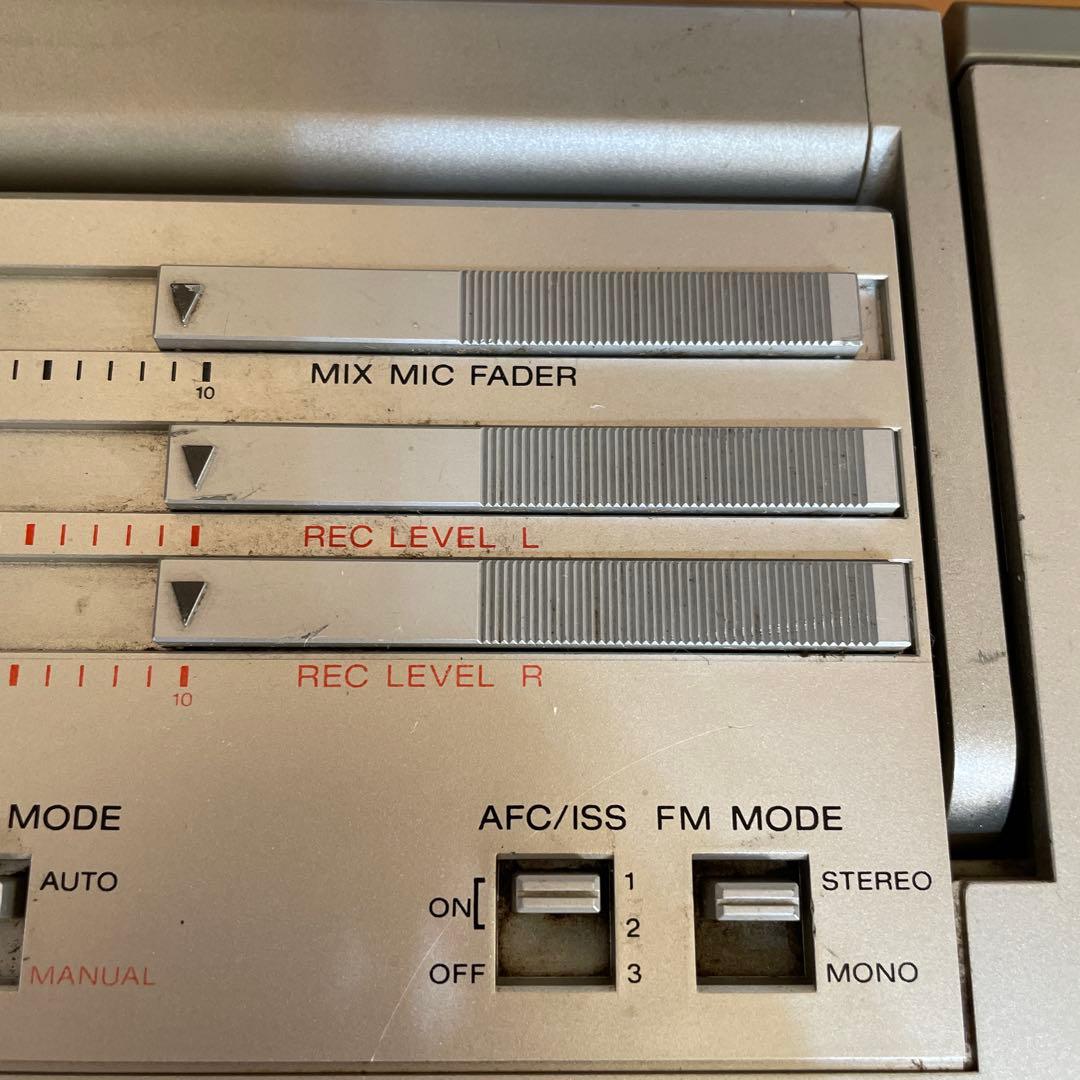 10
MIX MIC FADER
REC LEVEL L
REC LEVEL R
10
MODE
AUTO
MANUAL
AFC/ISS
ON
OFF
1
2
3
FM MODE
STEREO
MONO